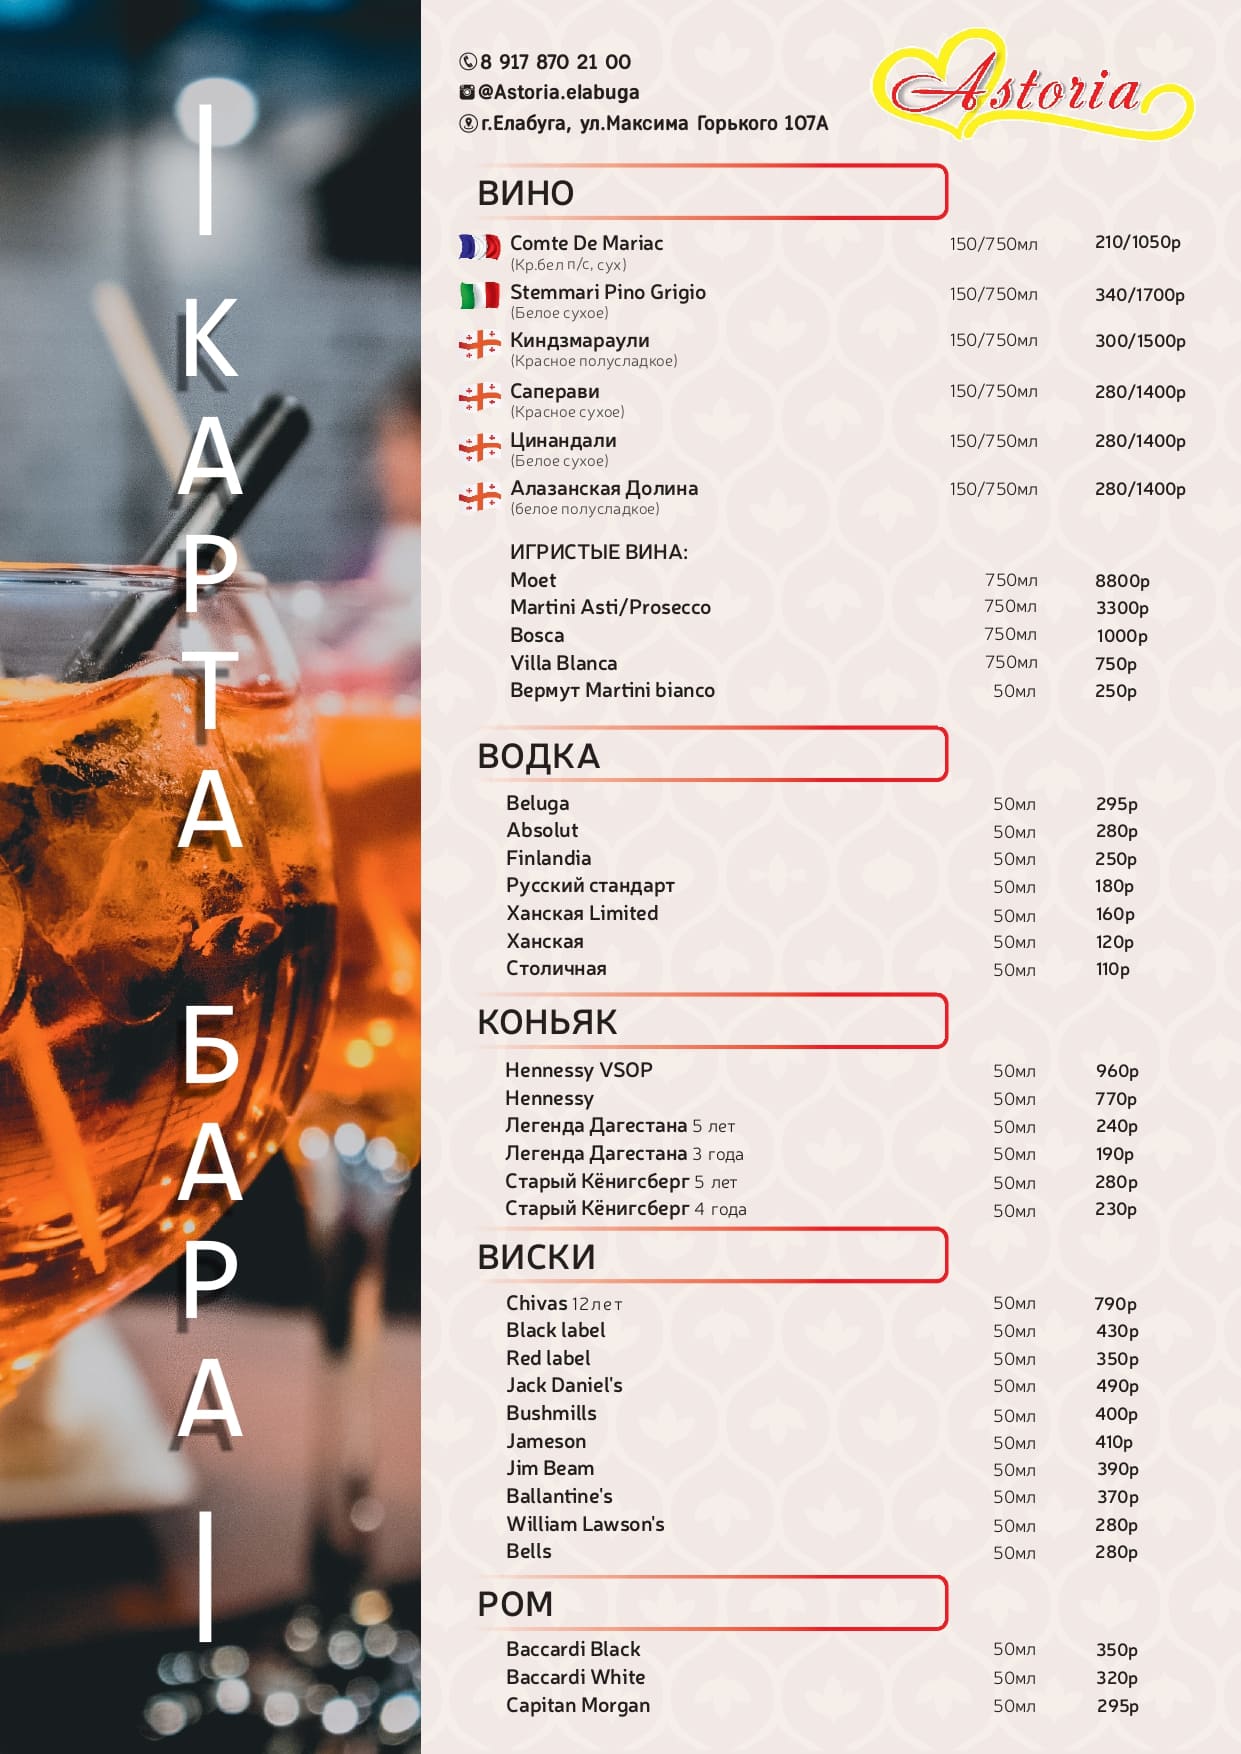 | КАРТА БАРА |
8 917 870 21 00
@Astoria.elabuga
г.Елабуга, ул.Максима Горького 107А
Astoria
ВИНО
Comte De Mariac 150/750мл 210/1050р
(Кр.бел п/с, сух)
Stemmari Pino Grigio 150/750мл 340/1700р
(Белое сухое)
Киндзмараули 150/750мл 300/1500р
(Красное полусладкое)
Саперави 150/750мл 280/1400р
(Красное сухое)
Цинандали 150/750мл 280/1400р
(Белое сухое)
Алазанская Долина 150/750мл 280/1400р
(белое полусладкое)
ИГРИСТЫЕ ВИНА:
Moet 750мл 8800р
Martini Asti/Prosecco 750мл 3300р
Bosca 750мл 1000р
Villa Blanca 750мл 750р
Вермут Martini bianco 50мл 250р
ВОДКА
Beluga 50мл 295р
Absolut 50мл 280р
Finlandia 50мл 250р
Русский стандарт 50мл 180р
Ханская Limited 50мл 160р
Ханская 50мл 120р
Столичная 50мл 110р
КОНЬЯК
Hennessy VSOP 50мл 960р
Hennessy 50мл 770р
Легенда Дагестана 5 лет 50мл 240р
Легенда Дагестана 3 года 50мл 190р
Старый Кёнигсберг 5 лет 50мл 280р
Старый Кёнигсберг 4 года 50мл 230р
ВИСКИ
Chivas 12лет 50мл 790р
Black label 50мл 430р
Red label 50мл 350р
Jack Daniel's 50мл 490р
Bushmills 50мл 400р
Jameson 50мл 410р
Jim Beam 50мл 390р
Ballantine's 50мл 370р
William Lawson's 50мл 280р
Bells 50мл 280р
РОМ
Baccardi Black 50мл 350р
Baccardi White 50мл 320р
Capitan Morgan 50мл 295р